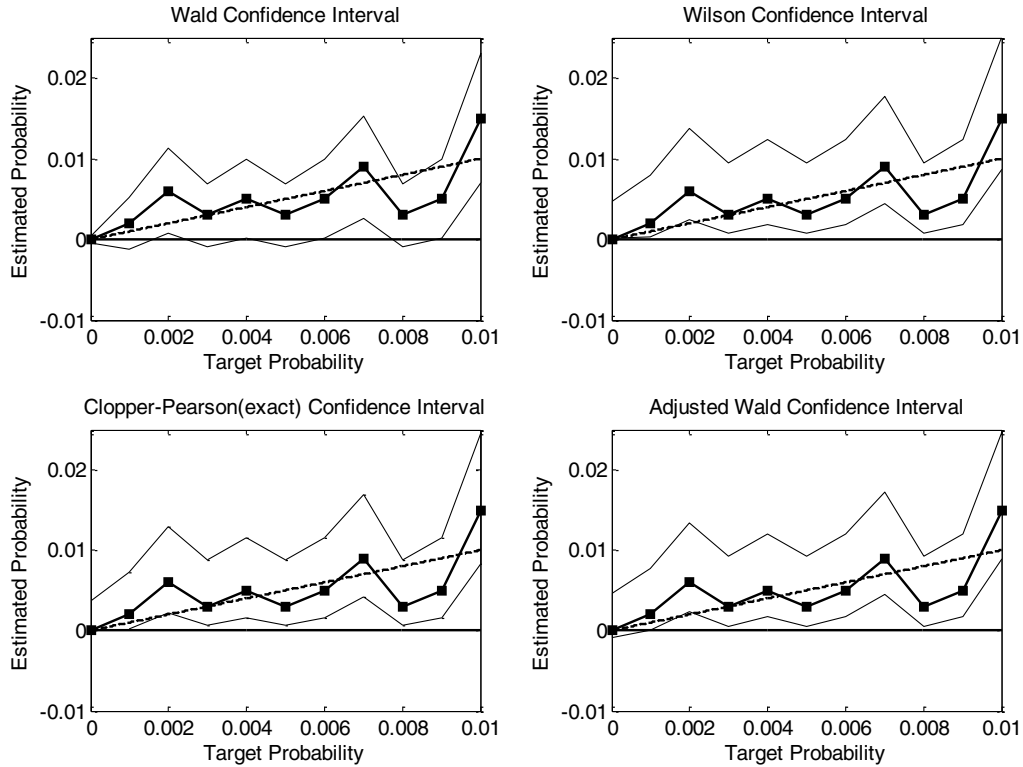 Wald Confidence Interval
Estimated Probability
0.02
0.01
0
-0.01
0 0.002 0.004 0.006 0.008 0.01
Target Probability
Wilson Confidence Interval
Estimated Probability
0.02
0.01
0
-0.01
0 0.002 0.004 0.006 0.008 0.01
Target Probability
Clopper-Pearson(exact) Confidence Interval
Estimated Probability
0.02
0.01
0
-0.01
0 0.002 0.004 0.006 0.008 0.01
Target Probability
Adjusted Wald Confidence Interval
Estimated Probability
0.02
0.01
0
-0.01
0 0.002 0.004 0.006 0.008 0.01
Target Probability